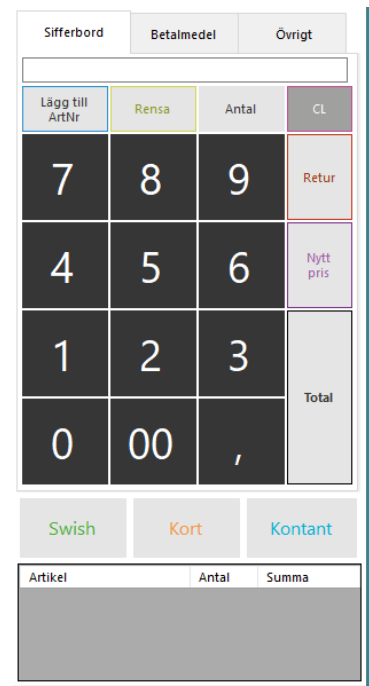 Sifferbord Betalmedel Övrigt
Lägg till
ArtNr
Rensa Antal CL
7 8 9 Retur
4 5 6 Nytt
pris
1 2 3
Total
0 00 ,
Swish Kort Kontant
Artikel Antal Summa